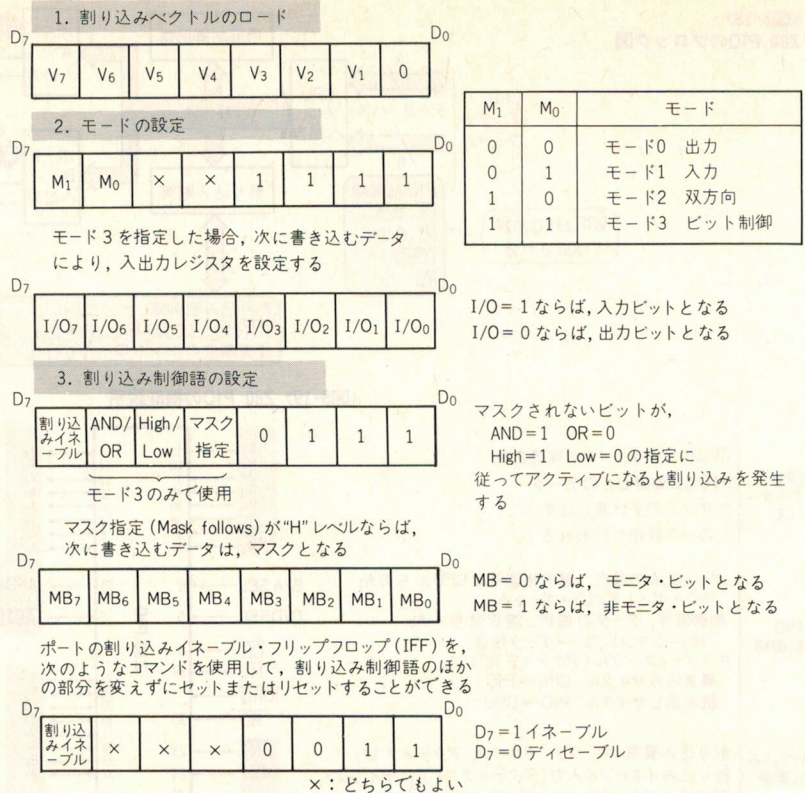 1. 割り込みベクトルのロード
D7 D0
V7 V6 V5 V4 V3 V2 V1 0
2. モードの設定
D7 D0
M1 M0 × × 1 1 1 1
M1 M0 モード
0 0 モード0 出力
0 1 モード1 入力
1 0 モード2 双方向
1 1 モード3 ビット制御
モード3を指定した場合，次に書き込むデータ
により，入出力レジスタを設定する
D7 D0
I/O7 I/O6 I/O5 I/O4 I/O3 I/O2 I/O1 I/O0
I/O=1ならば，入力ビットとなる
I/O=0ならば，出力ビットとなる
3. 割り込み制御語の設定
D7 D0
割り込
みイネ
ーブル
AND/
OR
High/
Low
マスク
指定
0 1 1 1
モード3のみで使用
マスクされないビットが，
AND=1 OR=0
High=1 Low=0の指定に
従ってアクティブになると割り込みを発生
する
マスク指定(Mask follows)が“H”レベルならば，
次に書き込むデータは，マスクとなる
D7 D0
MB7 MB6 MB5 MB4 MB3 MB2 MB1 MB0
MB=0ならば，モニタ・ビットとなる
MB=1ならば，非モニタ・ビットとなる
ポートの割り込みイネーブル・フリップフロップ(IFF)を，
次のようなコマンドを使用して，割り込み制御語のほか
の部分を変えずにセットまたはリセットすることができる
D7 D0
割り込
みイネ
ーブル
× × × 0 0 1 1
D7=1イネーブル
D7=0ディセーブル
×：どちらでもよい